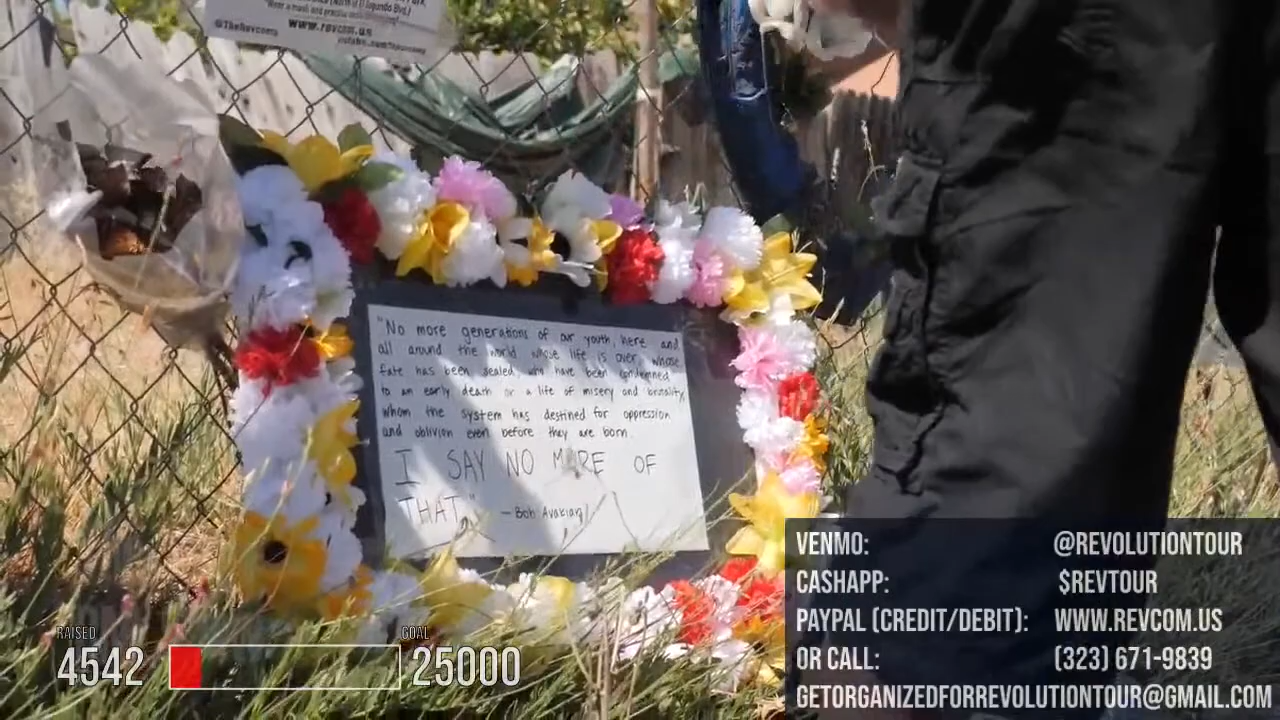 @TheRevcoms
www.revcom.us
"No more generations of our youth, here and
all around the world whose life is over, whose
fate has been sealed, who have been condemned
to an early death or a life of misery and brutality,
whom the system has destined for oppression
and oblivion even before they are born.
I SAY NO MORE OF
THAT." - Bob Avakian
VENMO: @REVOLUTIONTOUR
CASHAPP: $REVTOUR
PAYPAL (CREDIT/DEBIT): WWW.REVCOM.US
OR CALL: (323) 671-9839
GETORGANIZEDFORREVOLUTIONTOUR@GMAIL.COM
RAISED GOAL
4542 25000